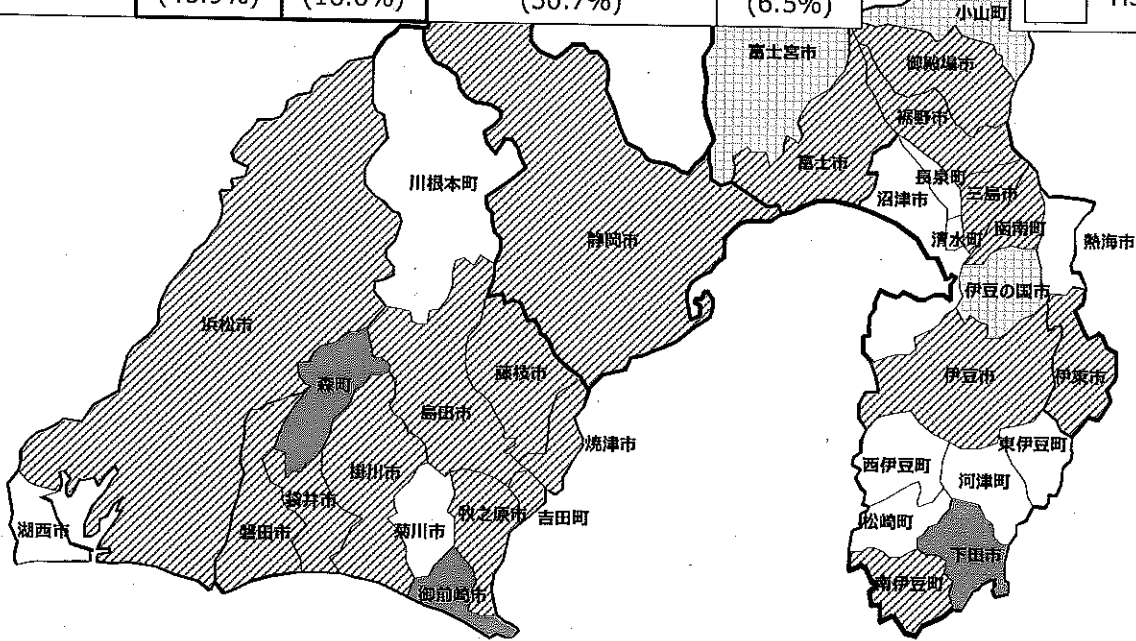 (30.7%)
(6.5%)
小山町
富士宮市
御殿場市
裾野市
富士市
長泉町
川根本町
三島市
沼津市
函南町
静岡市
清水町
熱海市
伊豆の国市
浜松市
藤枝市
伊豆市
伊東市
森町
島田市
焼津市
東伊豆町
西伊豆町
掛川市
河津町
袋井市
牧之原市
吉田町
松崎町
湖西市
磐田市
菊川市
下田市
南伊豆町
御前崎市